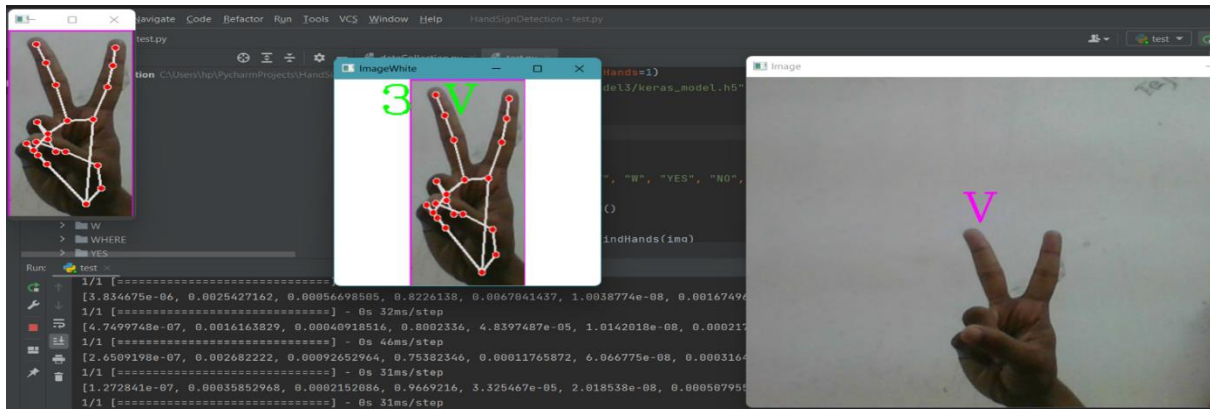 Navigate Code Refactor Run Tools VCS Window Help HandSignDetection - test.py
test.py
test
tion C:\Users\hp\PycharmProjects\HandSi
ImageWhite
Image
3 V
V
Hands=1)
del3/keras_model.h5"
", "W", "YES", "NO",
()
indHands(img)
W
WHERE
YES
Run: test
1/1 [==============================]
[3.834675e-06, 0.0025427162, 0.00056698505, 0.8226138, 0.0067041437, 1.0038774e-08, 0.00167496
1/1 [==============================] - 0s 32ms/step
[4.7499748e-07, 0.0016163829, 0.00040918516, 0.8002336, 4.8397487e-05, 1.0142018e-08, 0.000217
1/1 [==============================] - 0s 46ms/step
[2.6509198e-07, 0.002682222, 0.00092652964, 0.75382346, 0.00011765872, 6.066775e-08, 0.0003164
1/1 [==============================] - 0s 31ms/step
[1.272841e-07, 0.00035852968, 0.0002152086, 0.9669216, 3.325467e-05, 2.018538e-08, 0.000507955
1/1 [==============================] - 0s 31ms/step